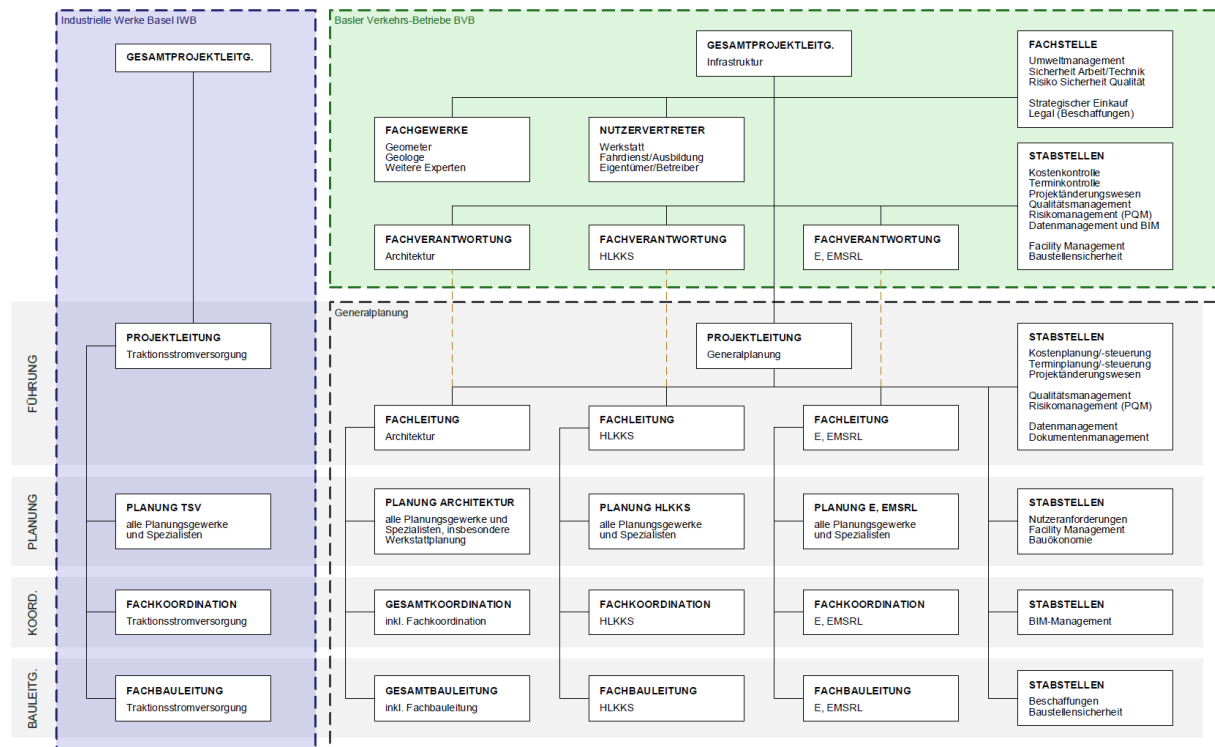 Industrielle Werke Basel IWB
GESAMTPROJEKTLEITG.
Basler Verkehrs-Betriebe BVB
GESAMTPROJEKTLEITG.
Infrastruktur
FACHSTELLE
Umweltmanagement
Sicherheit Arbeit/Technik
Risiko Sicherheit Qualität
Strategischer Einkauf
Legal (Beschaffungen)
FACHGEWERKE
Geometer
Geologe
Weitere Experten
NUTZERVERTRETER
Werkstatt
Fahrdienst/Ausbildung
Eigentümer/Betreiber
STABSTELLEN
Kostenkontrolle
Terminkontrolle
Projektänderungswesen
Qualitätsmanagement
Risikomanagement (PQM)
Datenmanagement und BIM
Facility Management
Baustellensicherheit
FACHVERANTWORTUNG
Architektur
FACHVERANTWORTUNG
HLKKS
FACHVERANTWORTUNG
E, EMSRL
Generalplanung
FÜHRUNG
PROJEKTLEITUNG
Traktionsstromversorgung
PROJEKTLEITUNG
Generalplanung
STABSTELLEN
Kostenplanung/-steuerung
Terminplanung/-steuerung
Projektänderungswesen
Qualitätsmanagement
Risikomanagement (PQM)
Datenmanagement
Dokumentenmanagement
FACHLEITUNG
Architektur
FACHLEITUNG
HLKKS
FACHLEITUNG
E, EMSRL
PLANUNG
PLANUNG TSV
alle Planungsgewerke
und Spezialisten
PLANUNG ARCHITEKTUR
alle Planungsgewerke und
Spezialisten, insbesondere
Werkstattplanung
PLANUNG HLKKS
alle Planungsgewerke
und Spezialisten
PLANUNG E, EMSRL
alle Planungsgewerke
und Spezialisten
STABSTELLEN
Nutzeranforderungen
Facility Management
Bauökonomie
KOORD.
FACHKOORDINATION
Traktionsstromversorgung
GESAMTKOORDINATION
inkl. Fachkoordination
FACHKOORDINATION
HLKKS
FACHKOORDINATION
E, EMSRL
STABSTELLEN
BIM-Management
BAULEITG.
FACHBAULEITUNG
Traktionsstromversorgung
GESAMTBAULEITUNG
inkl. Fachbauleitung
FACHBAULEITUNG
HLKKS
FACHBAULEITUNG
E, EMSRL
STABSTELLEN
Beschaffungen
Baustellensicherheit